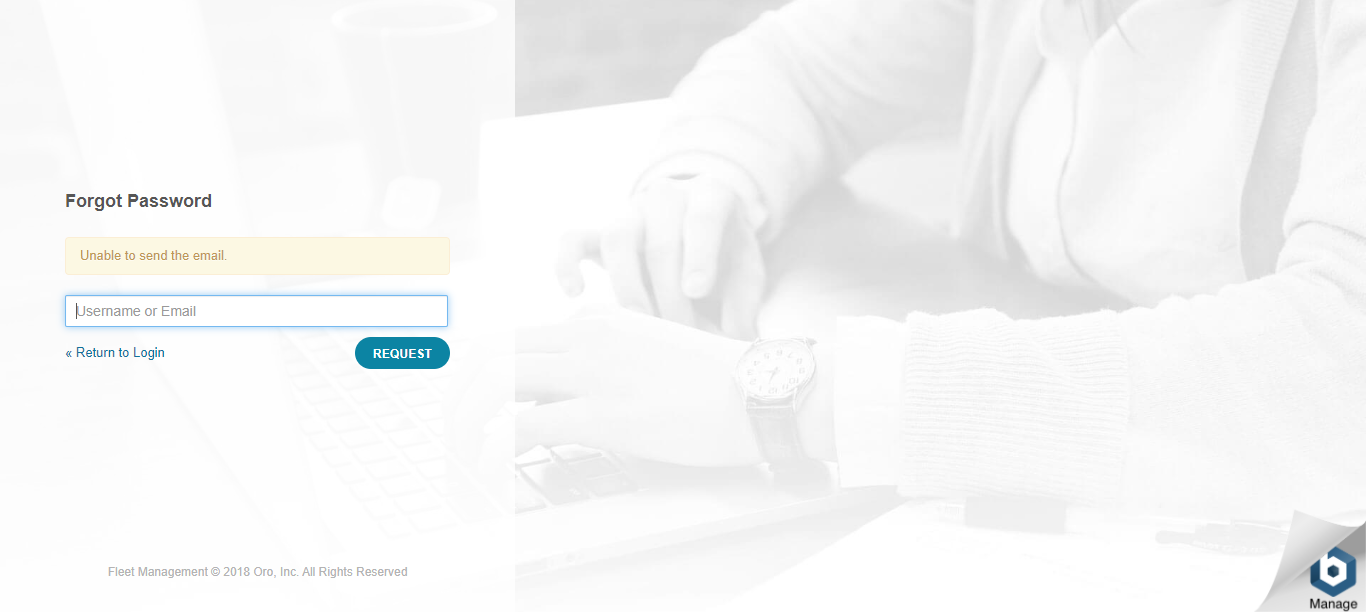 Forgot Password
Unable to send the email.
Username or Email
« Return to Login
REQUEST
Fleet Management © 2018 Oro, Inc. All Rights Reserved
b
Manage